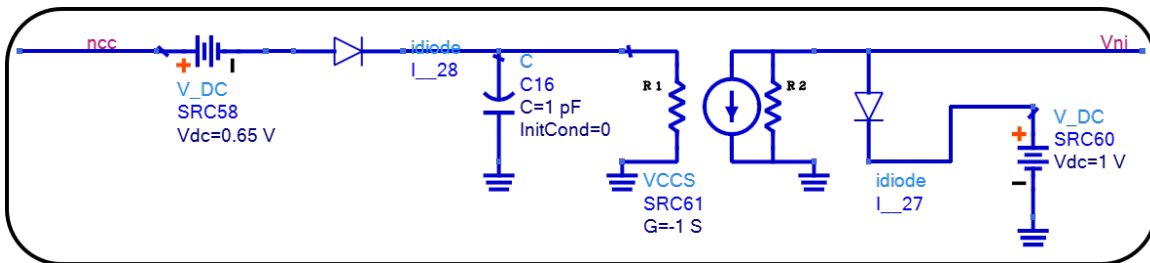 ncc
V_DC
SRC58
Vdc=0.65 V
idiode
I__28
C
C16
C=1 pF
InitCond=0
R1
VCCS
SRC61
G=-1 S
R2
idiode
I__27
Vni
V_DC
SRC60
Vdc=1 V